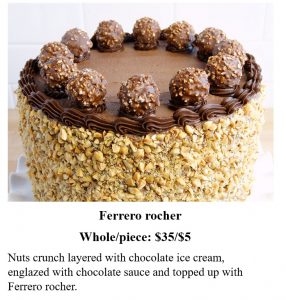 Ferrero rocher
Whole/piece: $35/$5
Nuts crunch layered with chocolate ice cream,
englazed with chocolate sauce and topped up with
Ferrero rocher.